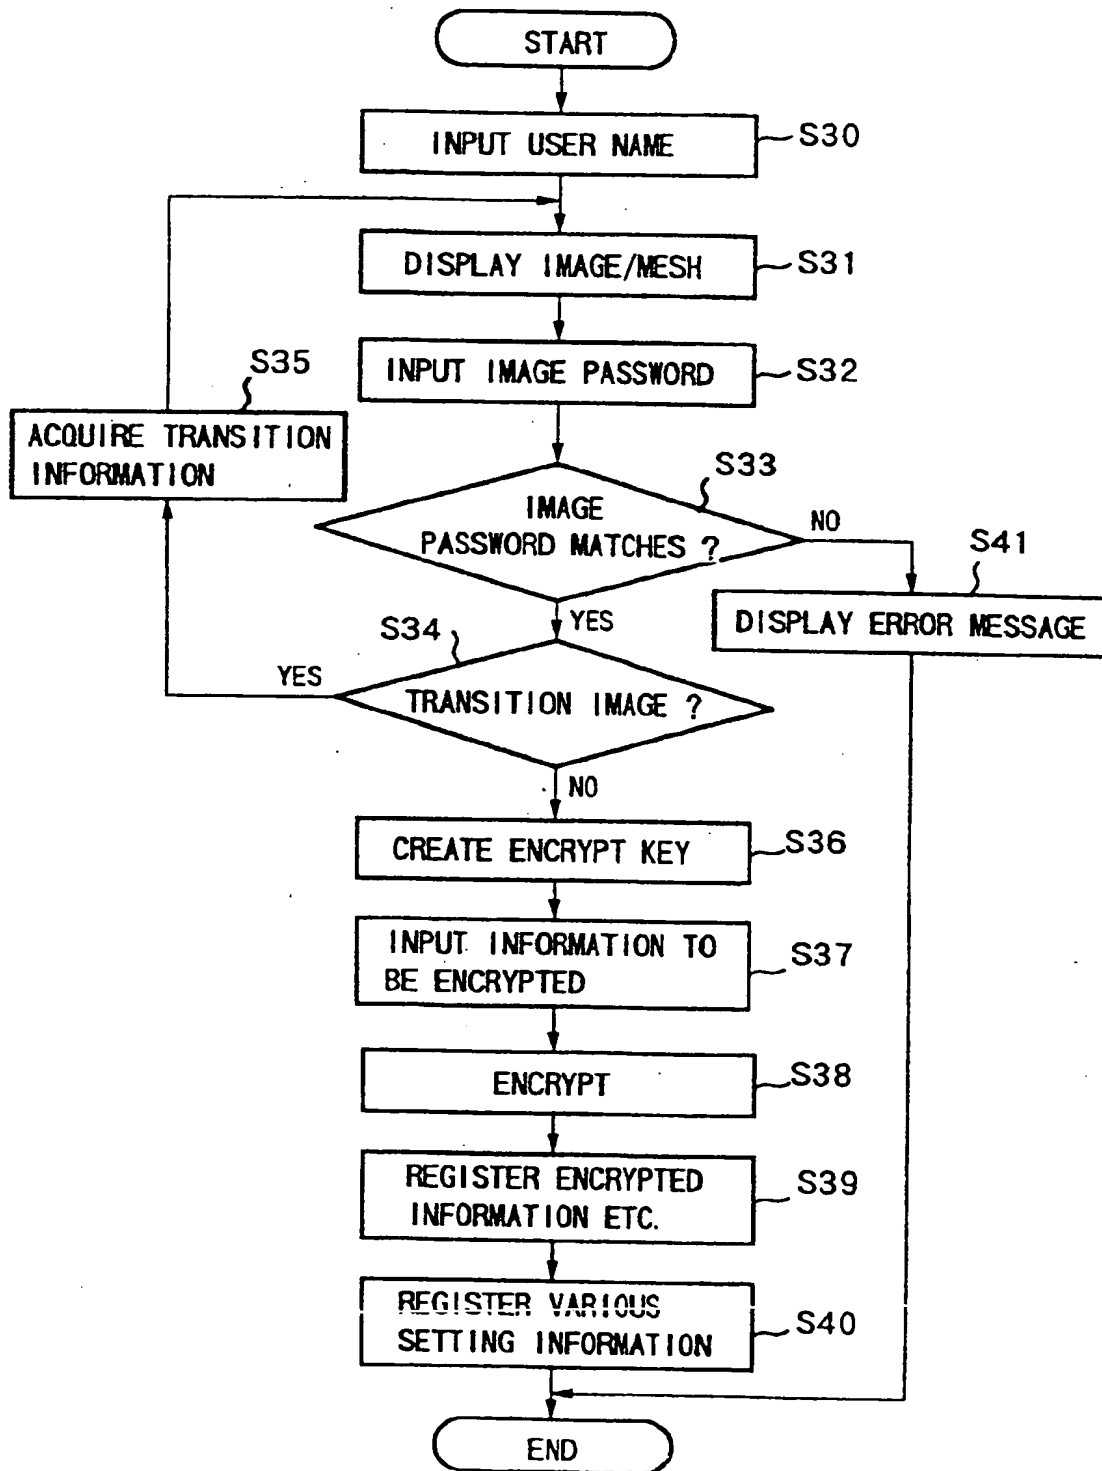 START
INPUT USER NAME
S30
DISPLAY IMAGE/MESH
S31
INPUT IMAGE PASSWORD
S32
S35
ACQUIRE TRANSITION
INFORMATION
S33
IMAGE
PASSWORD MATCHES ?
NO
S41
DISPLAY ERROR MESSAGE
YES
S34
YES
TRANSITION IMAGE ?
NO
CREATE ENCRYPT KEY
S36
INPUT INFORMATION TO
BE ENCRYPTED
S37
ENCRYPT
S38
REGISTER ENCRYPTED
INFORMATION ETC.
S39
REGISTER VARIOUS
SETTING INFORMATION
S40
END